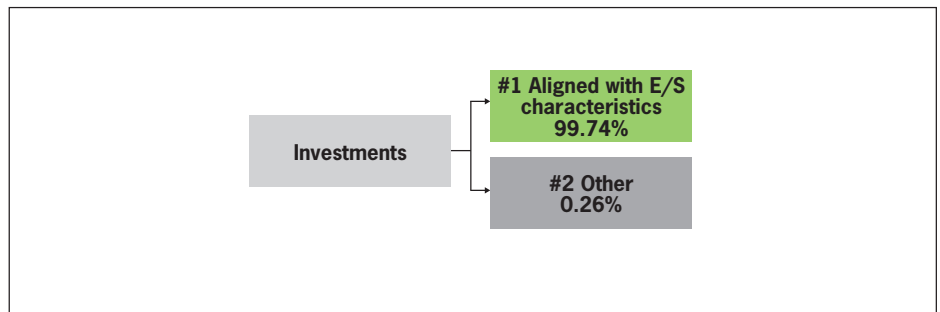 Investments
#1 Aligned with E/S
characteristics
99.74%
#2 Other
0.26%